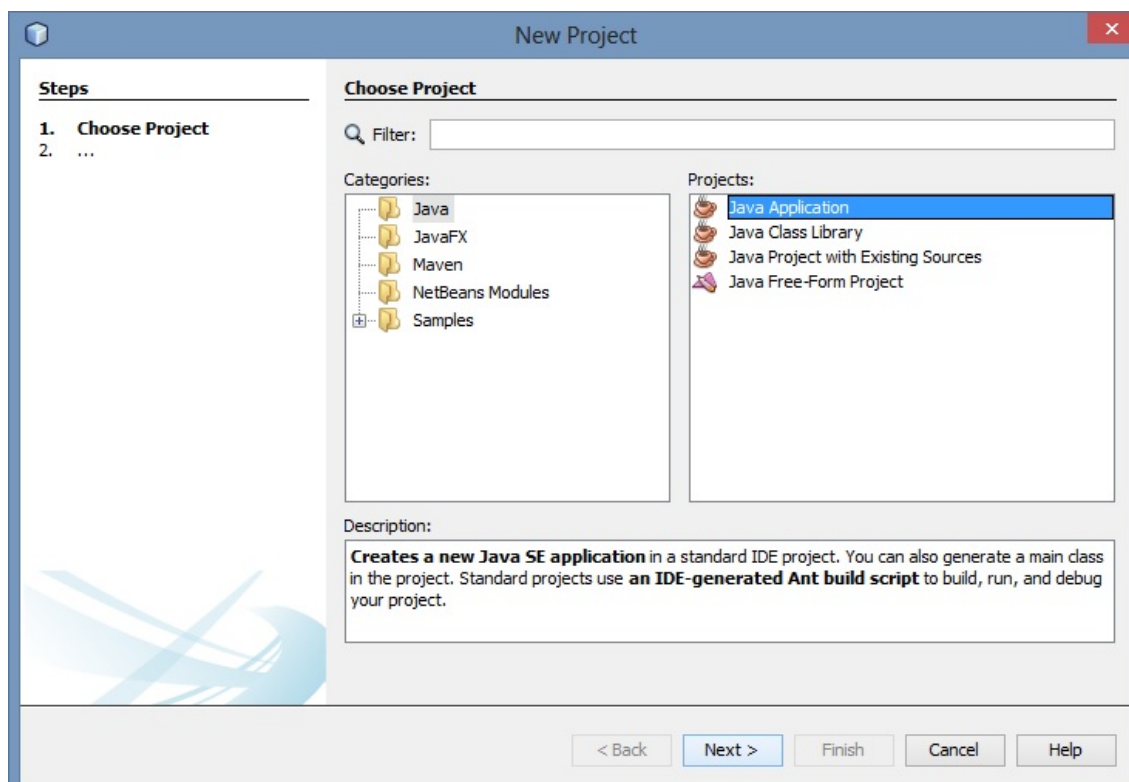 New Project
Steps
1. Choose Project
2. ...
Choose Project
Filter:
Categories:
Java
JavaFX
Maven
NetBeans Modules
Samples
Projects:
Java Application
Java Class Library
Java Project with Existing Sources
Java Free-Form Project
Description:
Creates a new Java SE application in a standard IDE project. You can also generate a main class
in the project. Standard projects use an IDE-generated Ant build script to build, run, and debug
your project.
< Back
Next >
Finish
Cancel
Help